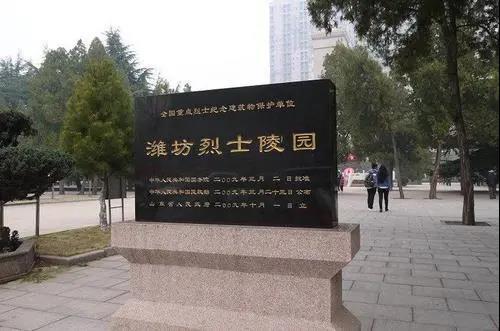 全国重点烈士纪念建筑物保护单位
潍坊烈士陵园
中华人民共和国国务院 二〇〇九年三月 二 日批准
中华人民共和国民政部 二〇〇九年三月二十三日公布
山东省人民政府 二〇〇九年十月 一 日立